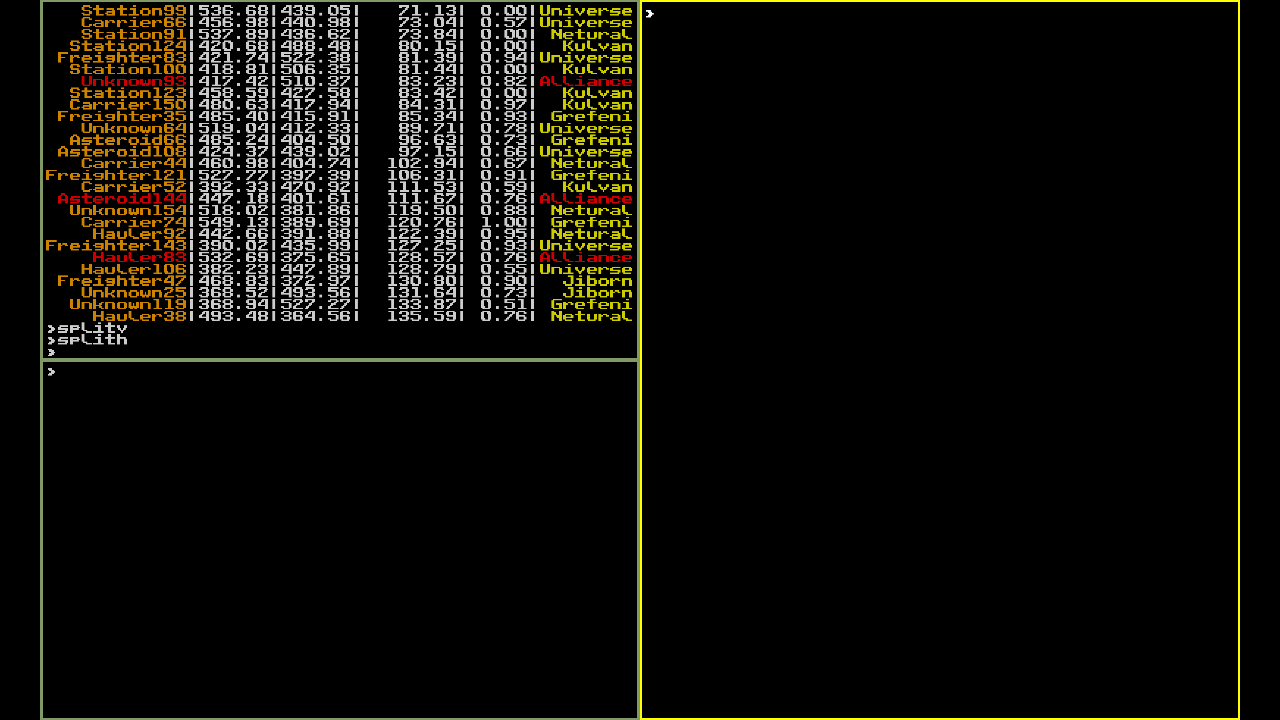 Station99|536.68|439.05|   71.13| 0.00|Universe
Carrier66|456.98|440.98|   73.04| 0.57|Universe
Station91|537.89|436.62|   73.84| 0.00| Netural
Station124|420.68|488.48|   80.15| 0.00|  Kulvan
Freighter83|421.74|522.38|   81.39| 0.94|Universe
Station100|418.81|506.35|   81.44| 0.00|  Kulvan
Unknown93|417.42|510.37|   83.23| 0.82|Alliance
Station123|458.59|427.58|   83.42| 0.00|  Kulvan
Carrier150|480.63|417.94|   84.31| 0.97|  Kulvan
Freighter35|485.40|415.91|   85.34| 0.93| Grefeni
Unknown64|519.04|412.33|   89.71| 0.78|Universe
Asteroid66|485.24|404.50|   96.63| 0.73| Grefeni
Asteroid108|424.37|439.02|   97.15| 0.66|Universe
Carrier44|460.98|404.74|  102.94| 0.67| Netural
Freighter121|527.77|397.39|  106.31| 0.91| Grefeni
Carrier52|392.33|470.92|  111.53| 0.59|  Kulvan
Asteroid144|447.18|401.61|  111.67| 0.76|Alliance
Unknown154|518.02|381.86|  119.50| 0.88| Netural
Carrier74|549.13|389.69|  120.76| 1.00| Grefeni
Hauler92|442.66|391.88|  122.39| 0.95| Netural
Freighter143|390.02|435.99|  127.25| 0.93|Universe
Hauler83|532.69|375.65|  128.57| 0.76|Alliance
Hauler106|382.23|447.89|  128.79| 0.55|Universe
Freighter47|468.83|372.97|  130.80| 0.90|  Jiborn
Unknown25|368.52|493.56|  131.64| 0.73|  Jiborn
Unknown119|368.94|527.27|  133.87| 0.51| Grefeni
Hauler38|493.48|364.56|  135.59| 0.76| Netural
>splitv
>splith
>
>
>